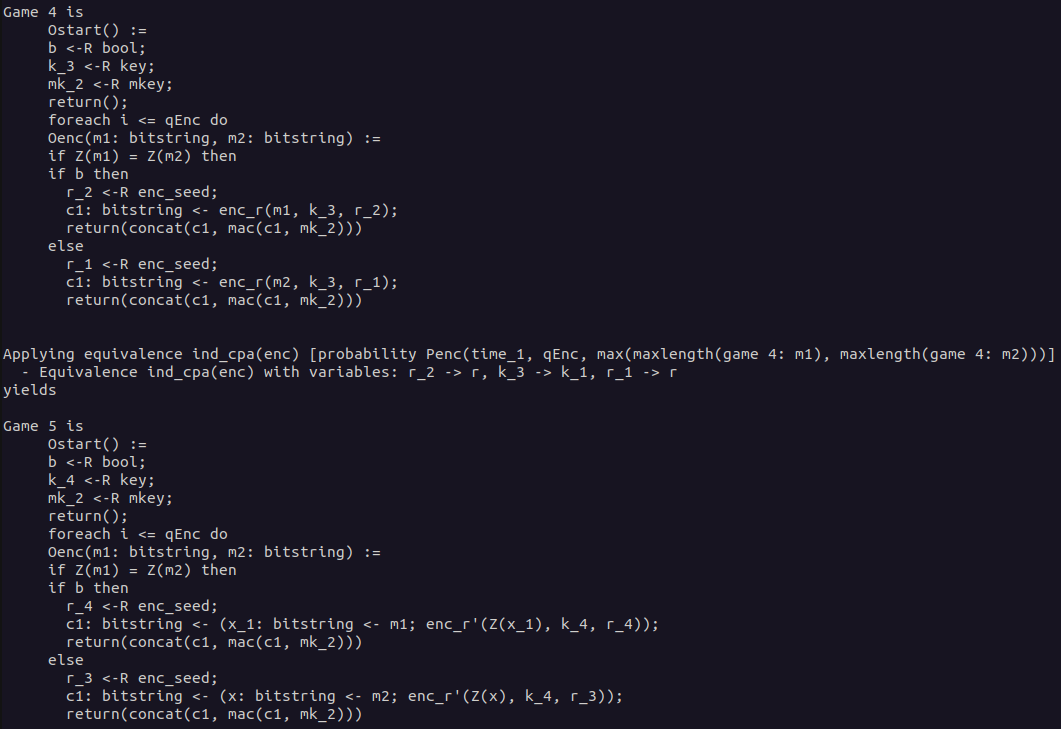 Game 4 is
     Ostart() :=
     b <-R bool;
     k_3 <-R key;
     mk_2 <-R mkey;
     return();
     foreach i <= qEnc do
     Oenc(m1: bitstring, m2: bitstring) :=
     if Z(m1) = Z(m2) then
     if b then
       r_2 <-R enc_seed;
       c1: bitstring <- enc_r(m1, k_3, r_2);
       return(concat(c1, mac(c1, mk_2)))
     else
       r_1 <-R enc_seed;
       c1: bitstring <- enc_r(m2, k_3, r_1);
       return(concat(c1, mac(c1, mk_2)))
Applying equivalence ind_cpa(enc) [probability Penc(time_1, qEnc, max(maxlength(game 4: m1), maxlength(game 4: m2)))]
  - Equivalence ind_cpa(enc) with variables: r_2 -> r, k_3 -> k_1, r_1 -> r
yields
Game 5 is
     Ostart() :=
     b <-R bool;
     k_4 <-R key;
     mk_2 <-R mkey;
     return();
     foreach i <= qEnc do
     Oenc(m1: bitstring, m2: bitstring) :=
     if Z(m1) = Z(m2) then
     if b then
       r_4 <-R enc_seed;
       c1: bitstring <- (x_1: bitstring <- m1; enc_r'(Z(x_1), k_4, r_4));
       return(concat(c1, mac(c1, mk_2)))
     else
       r_3 <-R enc_seed;
       c1: bitstring <- (x: bitstring <- m2; enc_r'(Z(x), k_4, r_3));
       return(concat(c1, mac(c1, mk_2)))